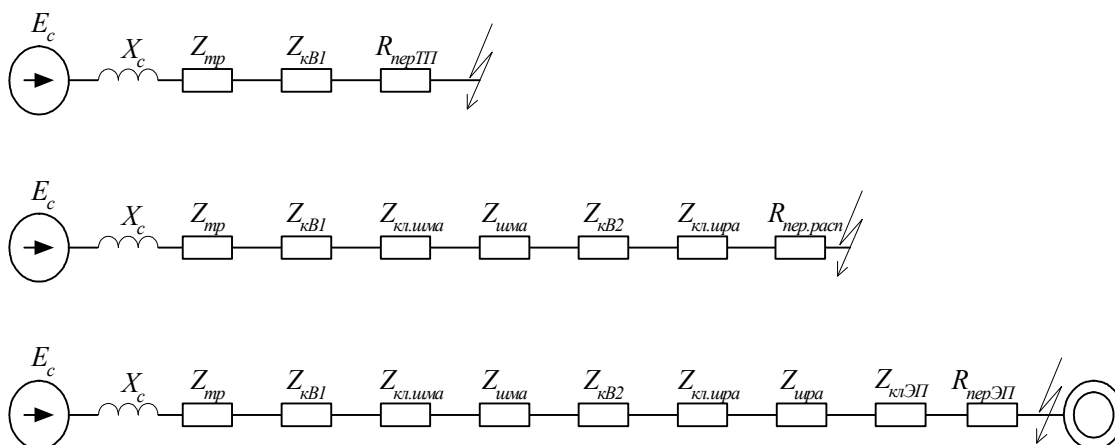 E_c X_c Z_тр Z_кВ1 R_перТП
E_c X_c Z_тр Z_кВ1 Z_кл.шма Z_шма Z_кВ2 Z_кл.шра R_пер.расп
E_c X_c Z_тр Z_кВ1 Z_кл.шма Z_шма Z_кВ2 Z_кл.шра Z_шра Z_клЭП R_перЭП